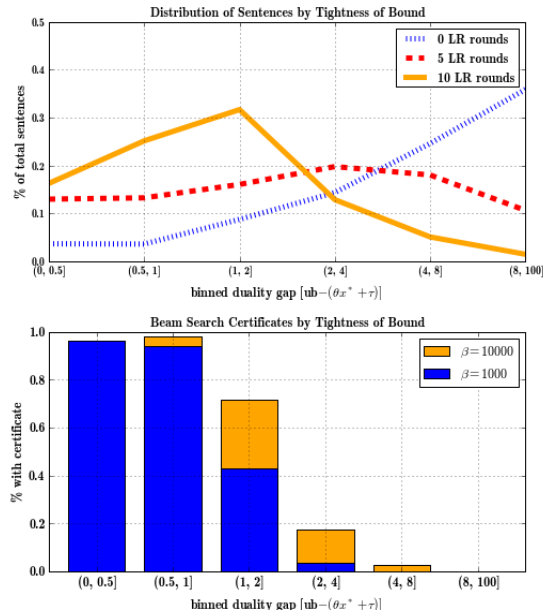 Distribution of Sentences by Tightness of Bound
0.5
0.4
0.3
0.2
0.1
0.0
% of total sentences
0 LR rounds
5 LR rounds
10 LR rounds
(0, 0.5] (0.5, 1] (1, 2] (2, 4] (4, 8] (8, 100]
binned duality gap [ub−(θx* +τ)]
Beam Search Certificates by Tightness of Bound
1.0
0.8
0.6
0.4
0.2
0.0
% with certificate
β=10000
β=1000
(0, 0.5] (0.5, 1] (1, 2] (2, 4] (4, 8] (8, 100]
binned duality gap [ub−(θx* +τ)]